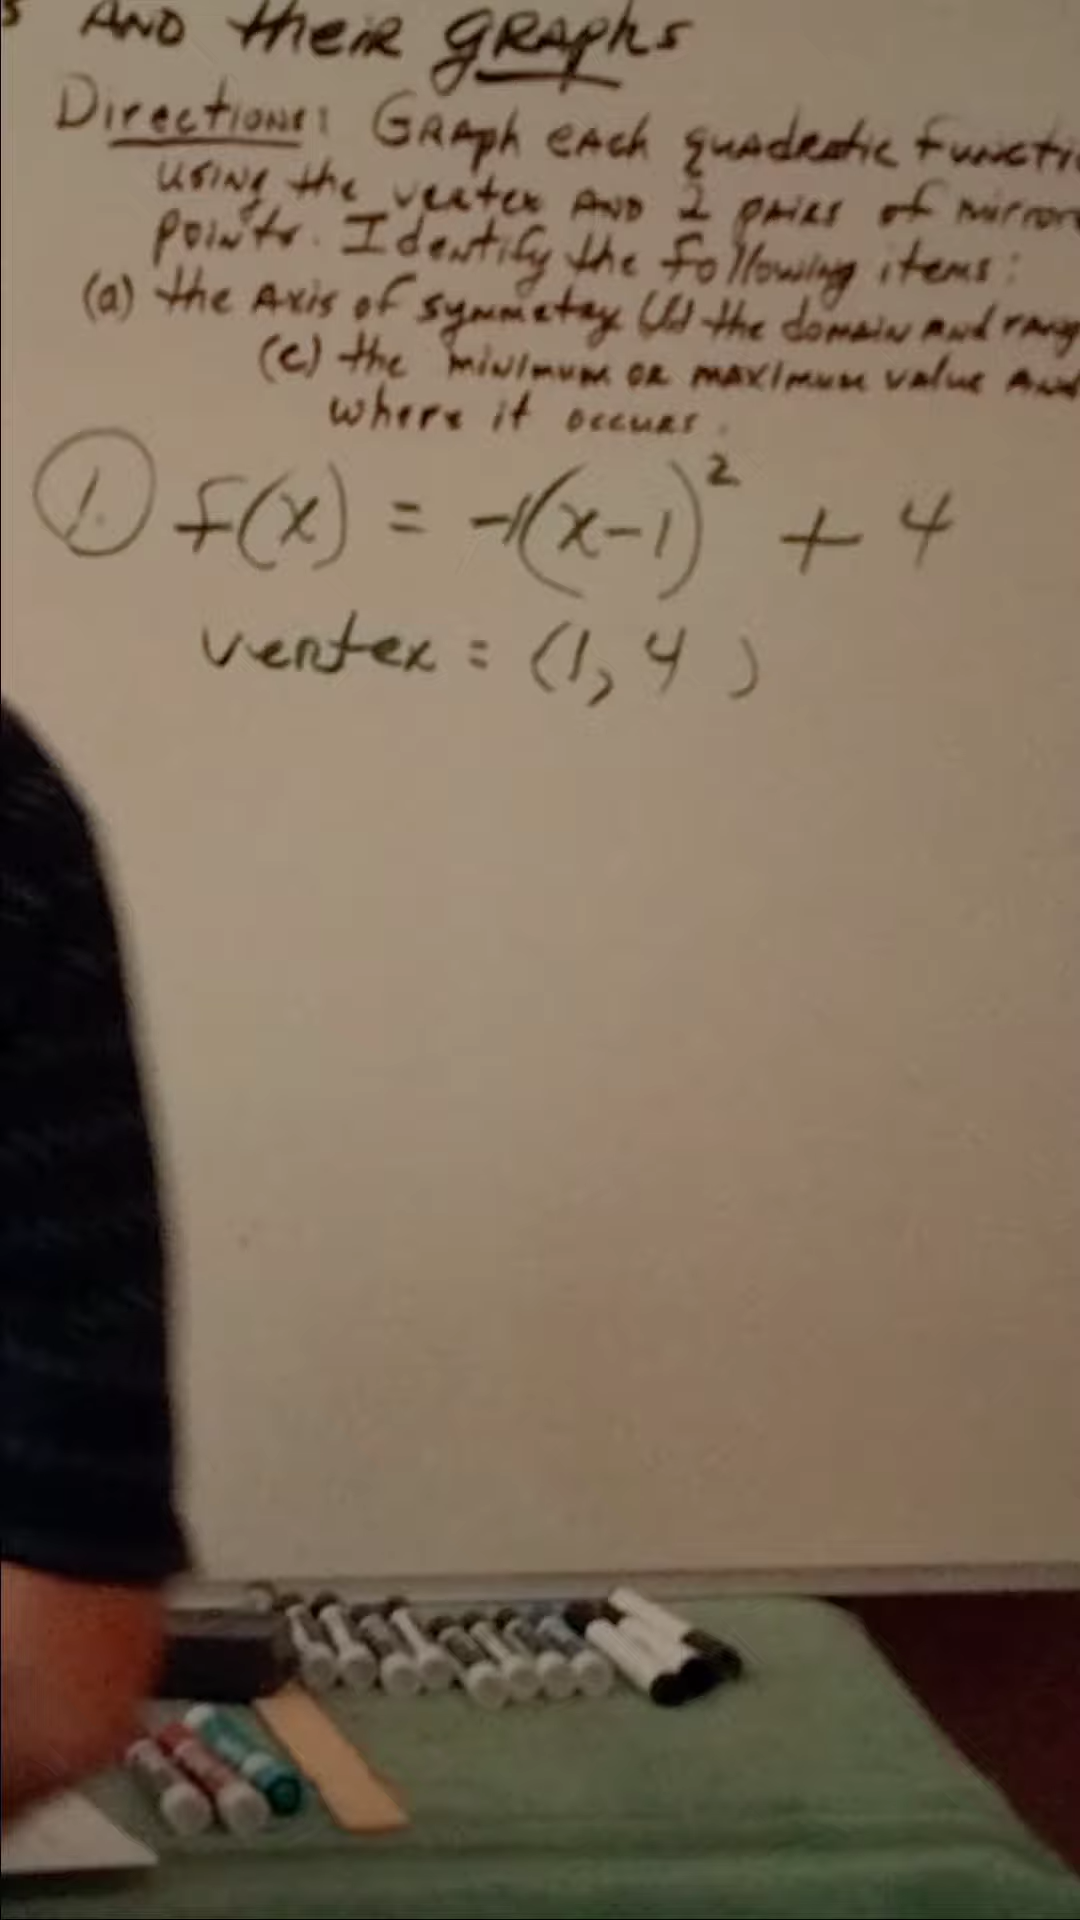 AND their GRAphs
Directions: GRAph eAch quadratic functi
using the vertex AND 2 pairs of mirror
points. Identify the following items:
(a) the Axis of symmetry (b) the domain and rang
(c) the minimum or maximum value And
where it occurs.
1. f(x) = -1(x-1)² + 4
vertex = (1, 4 )